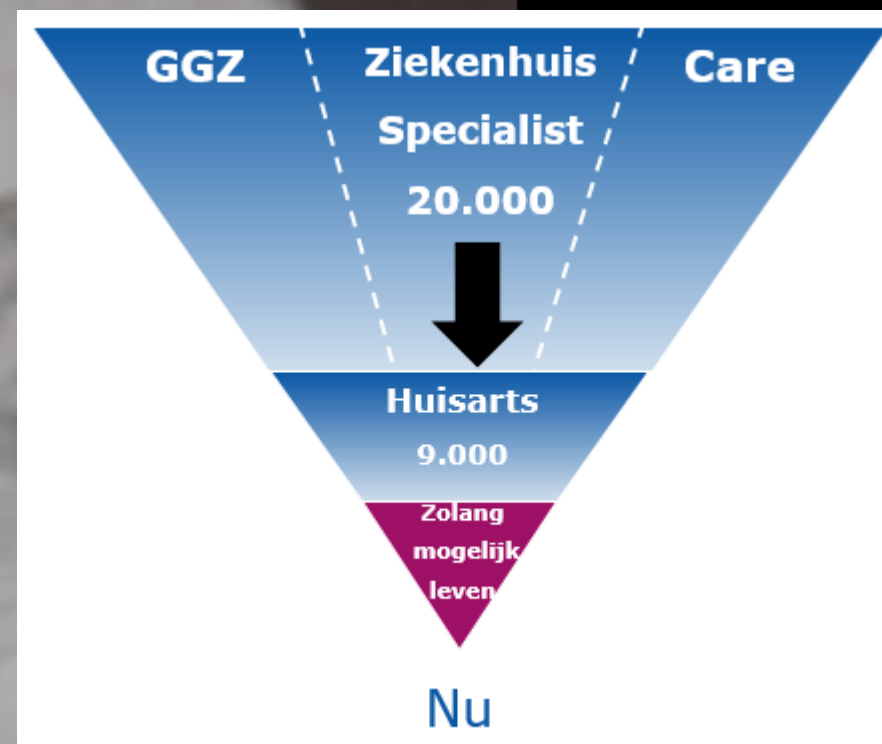 GGZ
Ziekenhuis
Specialist
20.000
Care
Huisarts
9.000
Zolang
mogelijk
leven
Nu